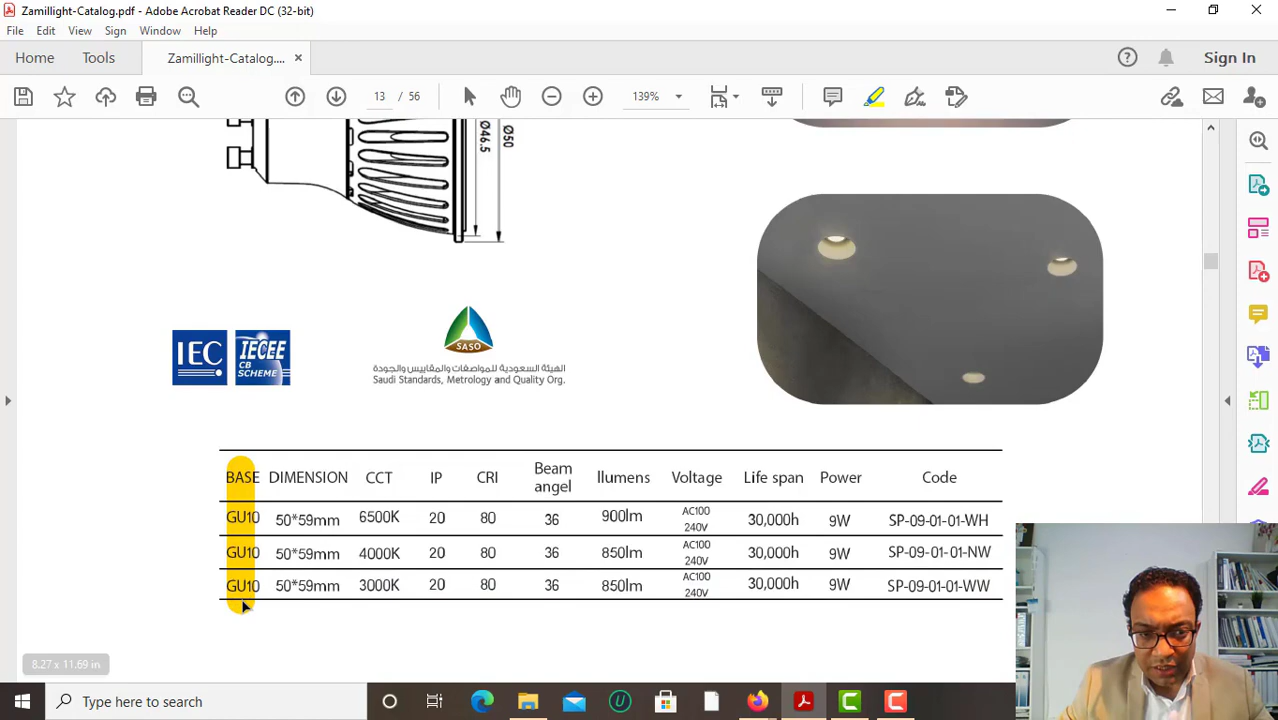 Zamillight-Catalog.pdf - Adobe Acrobat Reader DC (32-bit)
File Edit View Sign Window Help
Home Tools Zamillight-Catalog.... × Sign In
13 / 56 139%
Ø46.5
Ø50
IEC
IECEE
CB
SCHEME
SASO
الهيئة السعودية للمواصفات والمقاييس والجودة
Saudi Standards, Metrology and Quality Org.
BASE DIMENSION CCT IP CRI Beam angel llumens Voltage Life span Power Code
GU10 50*59mm 6500K 20 80 36 900lm AC100 240V 30,000h 9W SP-09-01-01-WH
GU10 50*59mm 4000K 20 80 36 850lm AC100 240V 30,000h 9W SP-09-01-01-NW
GU10 50*59mm 3000K 20 80 36 850lm AC100 240V 30,000h 9W SP-09-01-01-WW
8.27 x 11.69 in
Type here to search